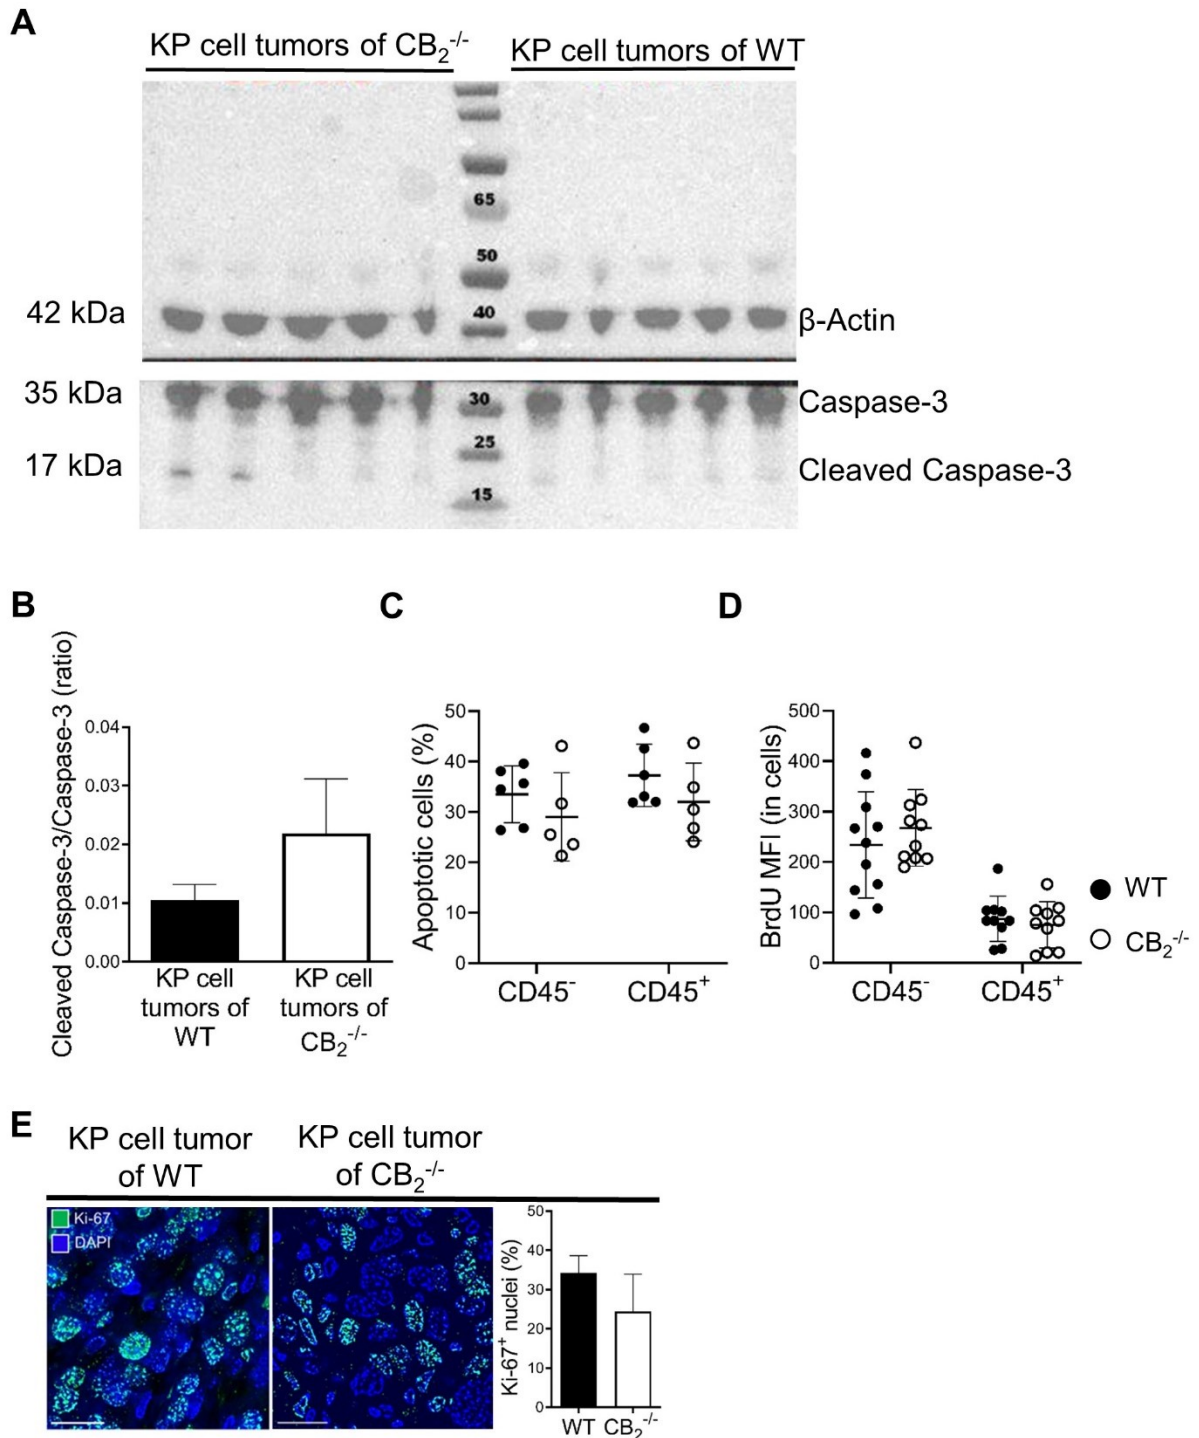 A
KP cell tumors of CB₂⁻/⁻
KP cell tumors of WT
65
50
42 kDa
40
β-Actin
35 kDa
30
Caspase-3
25
17 kDa
Cleaved Caspase-3
15
B
C
D
Cleaved Caspase-3/Caspase-3 (ratio)
0.04
0.03
0.02
0.01
0.00
KP cell
tumors of
WT
KP cell
tumors of
CB₂⁻/⁻
Apoptotic cells (%)
50
40
30
20
10
0
CD45⁻
CD45⁺
BrdU MFI (in cells)
500
400
300
200
100
0
CD45⁻
CD45⁺
WT
CB₂⁻/⁻
E
KP cell tumor
of WT
KP cell tumor
of CB₂⁻/⁻
Ki-67
DAPI
Ki-67⁺ nuclei (%)
50
40
30
20
10
0
WT
CB₂⁻/⁻